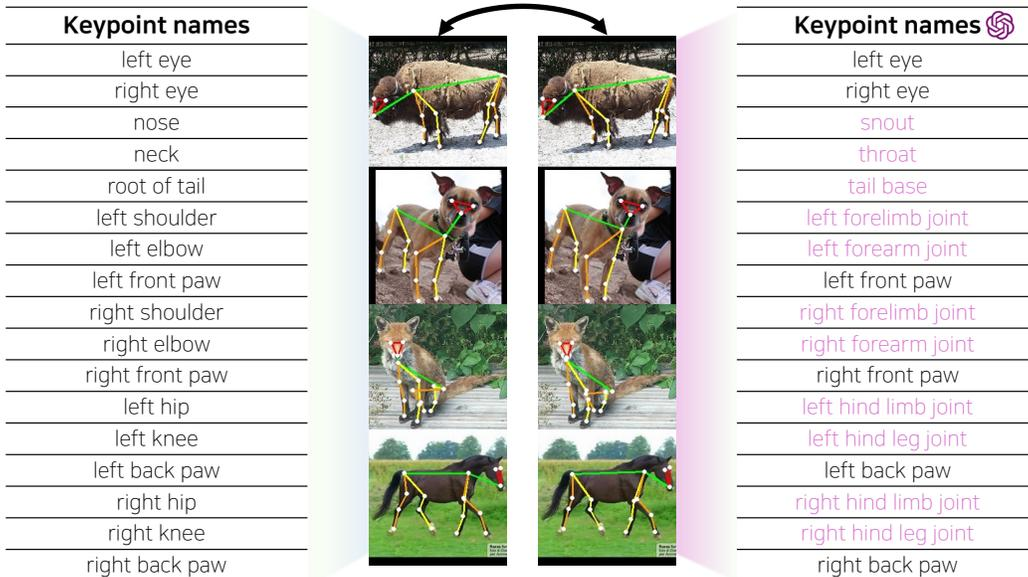 Keypoint names
left eye
right eye
nose
neck
root of tail
left shoulder
left elbow
left front paw
right shoulder
right elbow
right front paw
left hip
left knee
left back paw
right hip
right knee
right back paw
Keypoint names
left eye
right eye
snout
throat
tail base
left forelimb joint
left forearm joint
left front paw
right forelimb joint
right forearm joint
right front paw
left hind limb joint
left hind leg joint
left back paw
right hind limb joint
right hind leg joint
right back paw